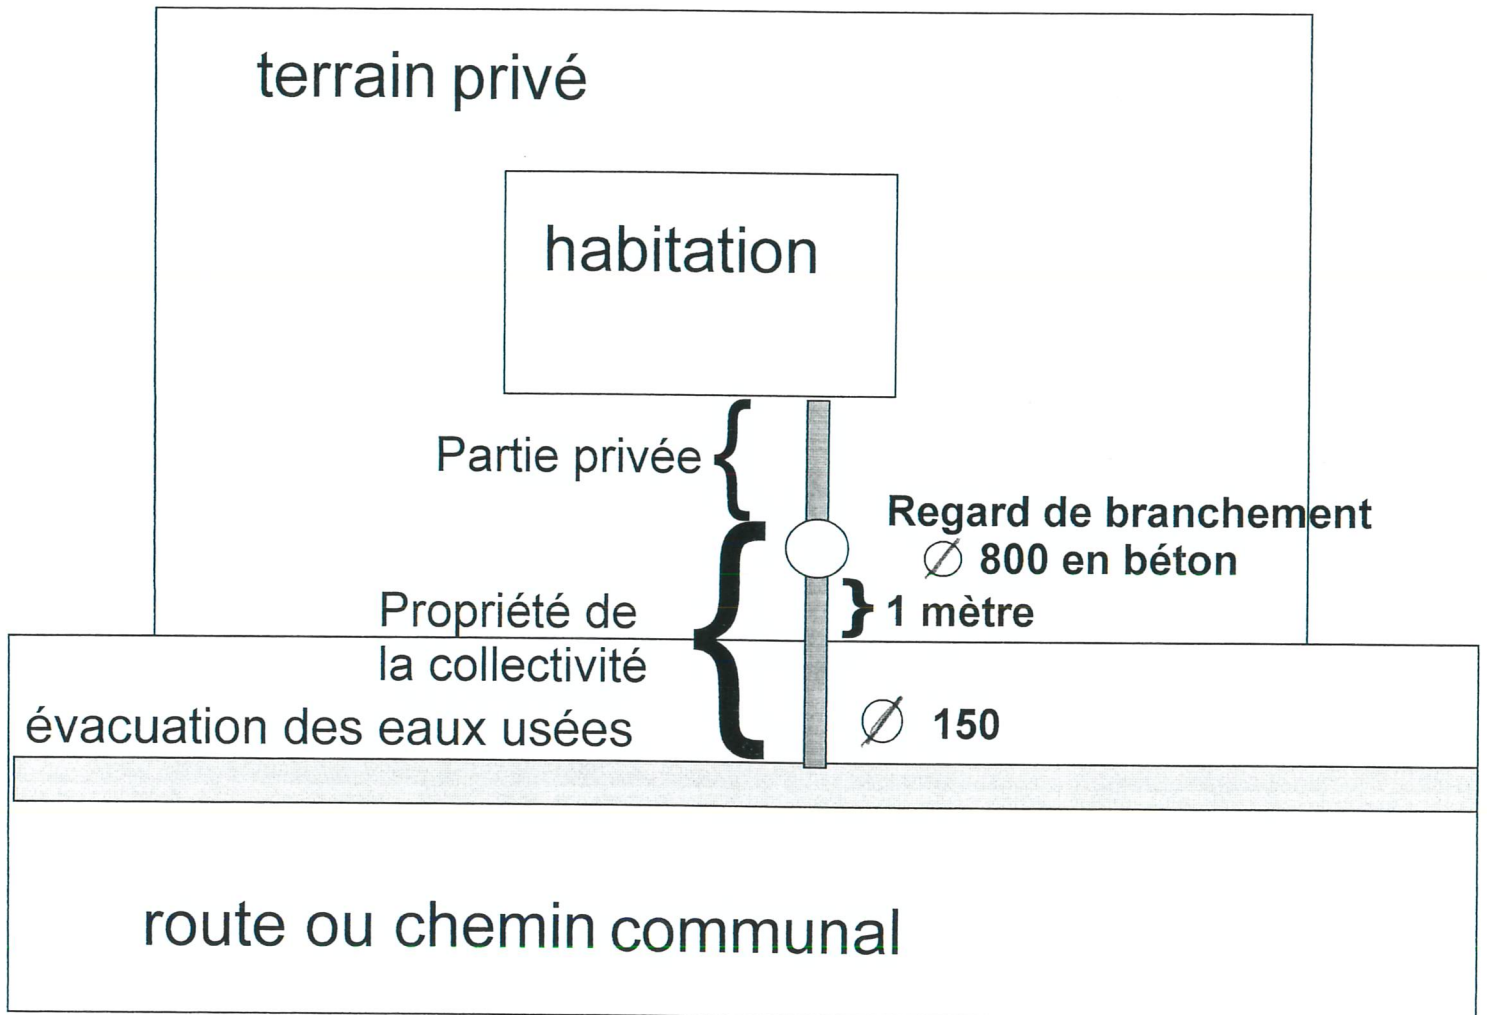 terrain privé
habitation
Partie privée
Regard de branchement
∅ 800 en béton
1 mètre
Propriété de
la collectivité
évacuation des eaux usées
∅ 150
route ou chemin communal